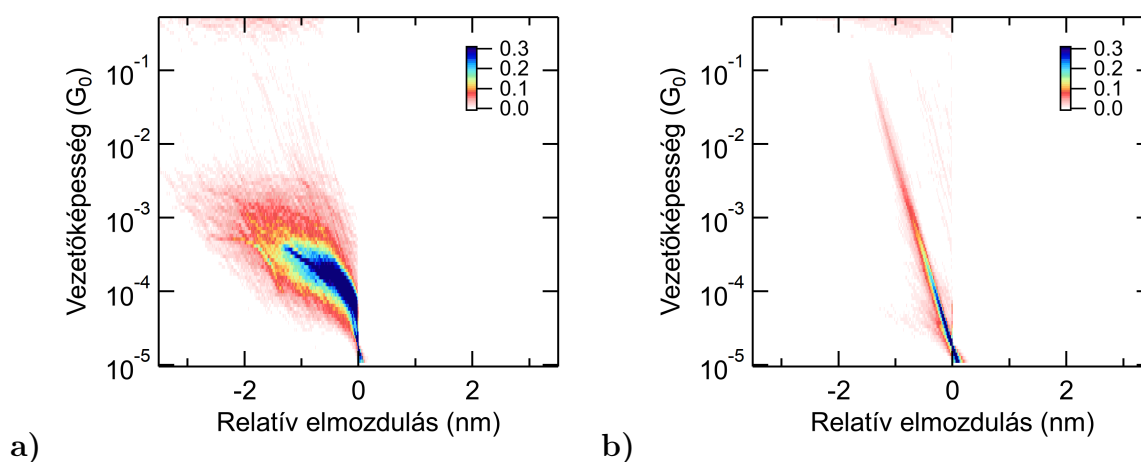 Vezetőképesség (G0)
10-1
10-2
10-3
10-4
10-5
0.3
0.2
0.1
0.0
-2 0 2
Relatív elmozdulás (nm)
a)
Vezetőképesség (G0)
10-1
10-2
10-3
10-4
10-5
0.3
0.2
0.1
0.0
-2 0 2
Relatív elmozdulás (nm)
b)